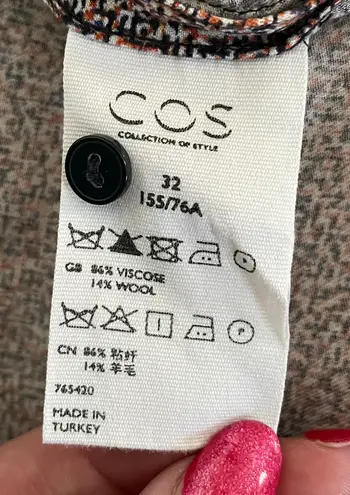 COS
COLLECTION OF STYLE
32
155/76A
GB 86% VISCOSE
14% WOOL
CN 86% 粘纤
14% 羊毛
765420
MADE IN
TURKEY